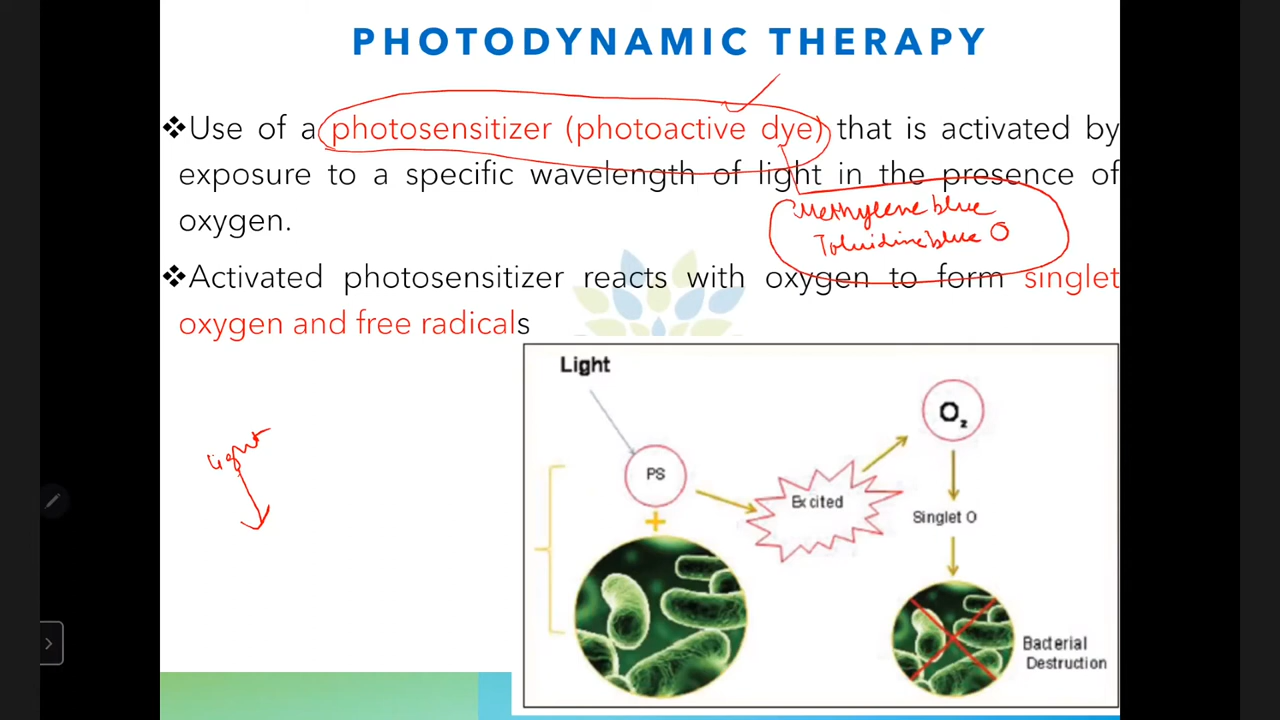 PHOTODYNAMIC THERAPY
❖Use of a photosensitizer (photoactive dye) that is activated by
exposure to a specific wavelength of light in the presence of
oxygen.
Methylene blue
Toluidine blue O
❖Activated photosensitizer reacts with oxygen to form singlet
oxygen and free radicals
light
Light
PS
+
Excited
O₂
Singlet O
Bacterial
Destruction